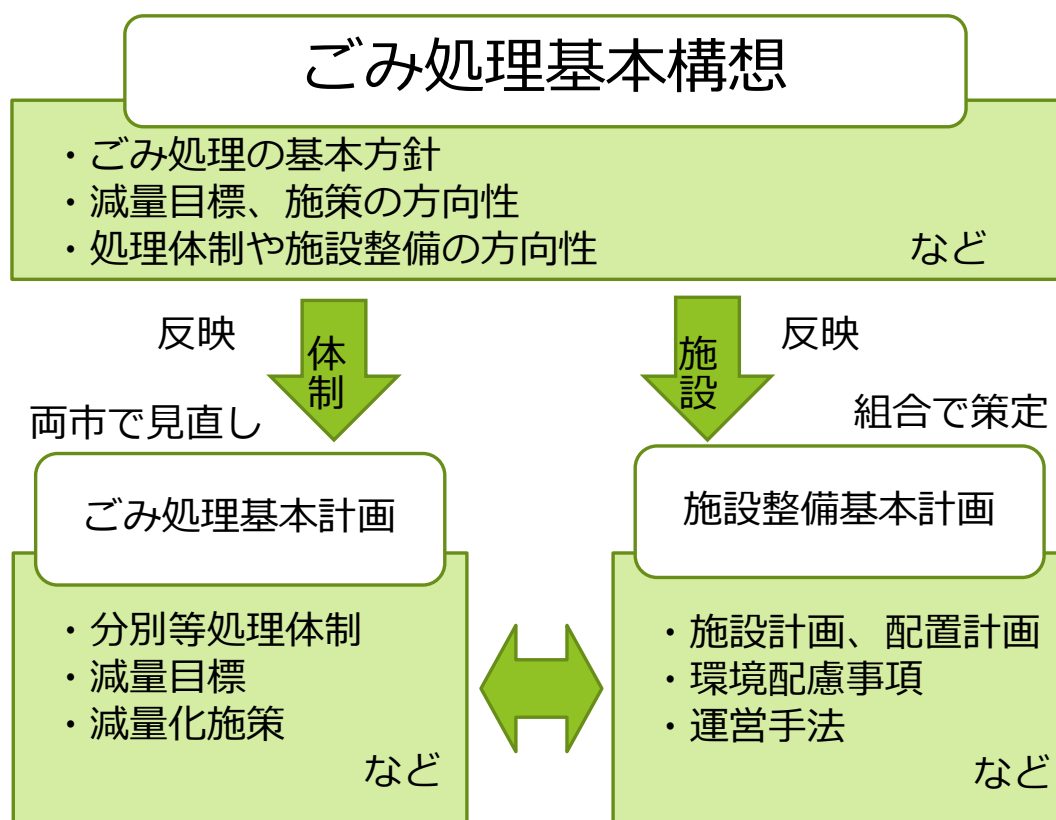 ごみ処理基本構想
・ごみ処理の基本方針
・減量目標、施策の方向性
・処理体制や施設整備の方向性
など
反映
体制
施設
反映
両市で見直し
組合で策定
ごみ処理基本計画
・分別等処理体制
・減量目標
・減量化施策
など
施設整備基本計画
・施設計画、配置計画
・環境配慮事項
・運営手法
など